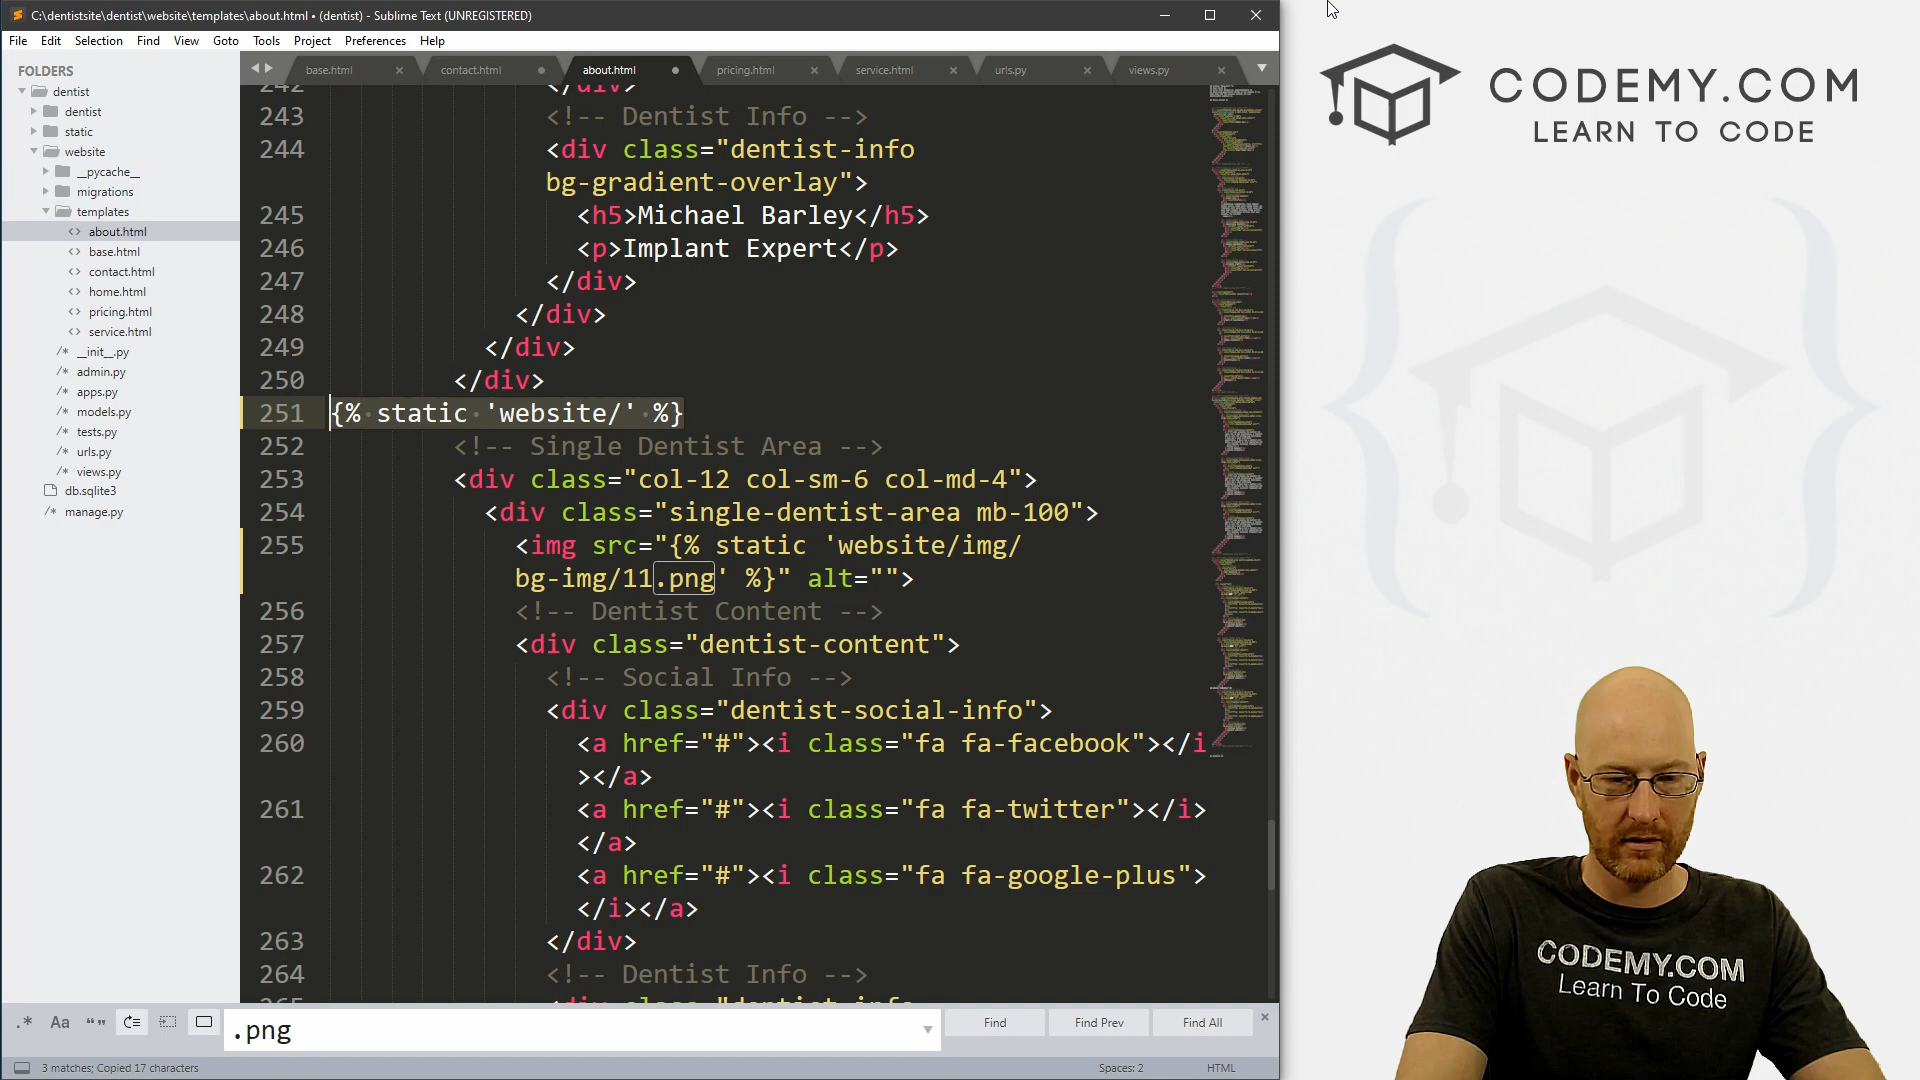 C:\dentistsite\dentist\website\templates\about.html • (dentist) - Sublime Text (UNREGISTERED)
File Edit Selection Find View Goto Tools Project Preferences Help
FOLDERS
dentist
dentist
static
website
__pycache__
migrations
templates
about.html
base.html
contact.html
home.html
pricing.html
service.html
__init__.py
admin.py
apps.py
models.py
tests.py
urls.py
views.py
db.sqlite3
manage.py
base.html contact.html about.html pricing.html service.html urls.py views.py
242 </div>
243 <!-- Dentist Info -->
244 <div class="dentist-info
bg-gradient-overlay">
245 <h5>Michael Barley</h5>
246 <p>Implant Expert</p>
247 </div>
248 </div>
249 </div>
250 </div>
251 {% static 'website/' %}
252 <!-- Single Dentist Area -->
253 <div class="col-12 col-sm-6 col-md-4">
254 <div class="single-dentist-area mb-100">
255 <img src="{% static 'website/img/
bg-img/11.png' %}" alt="">
256 <!-- Dentist Content -->
257 <div class="dentist-content">
258 <!-- Social Info -->
259 <div class="dentist-social-info">
260 <a href="#"><i class="fa fa-facebook"></i
></a>
261 <a href="#"><i class="fa fa-twitter"></i>
</a>
262 <a href="#"><i class="fa fa-google-plus">
</i></a>
263 </div>
264 <!-- Dentist Info -->
265 <div class="dentist-info
.* Aa “” .png Find Find Prev Find All
3 matches; Copied 17 characters Spaces: 2 HTML
CODEMY.COM
LEARN TO CODE
CODEMY.COM
Learn To Code